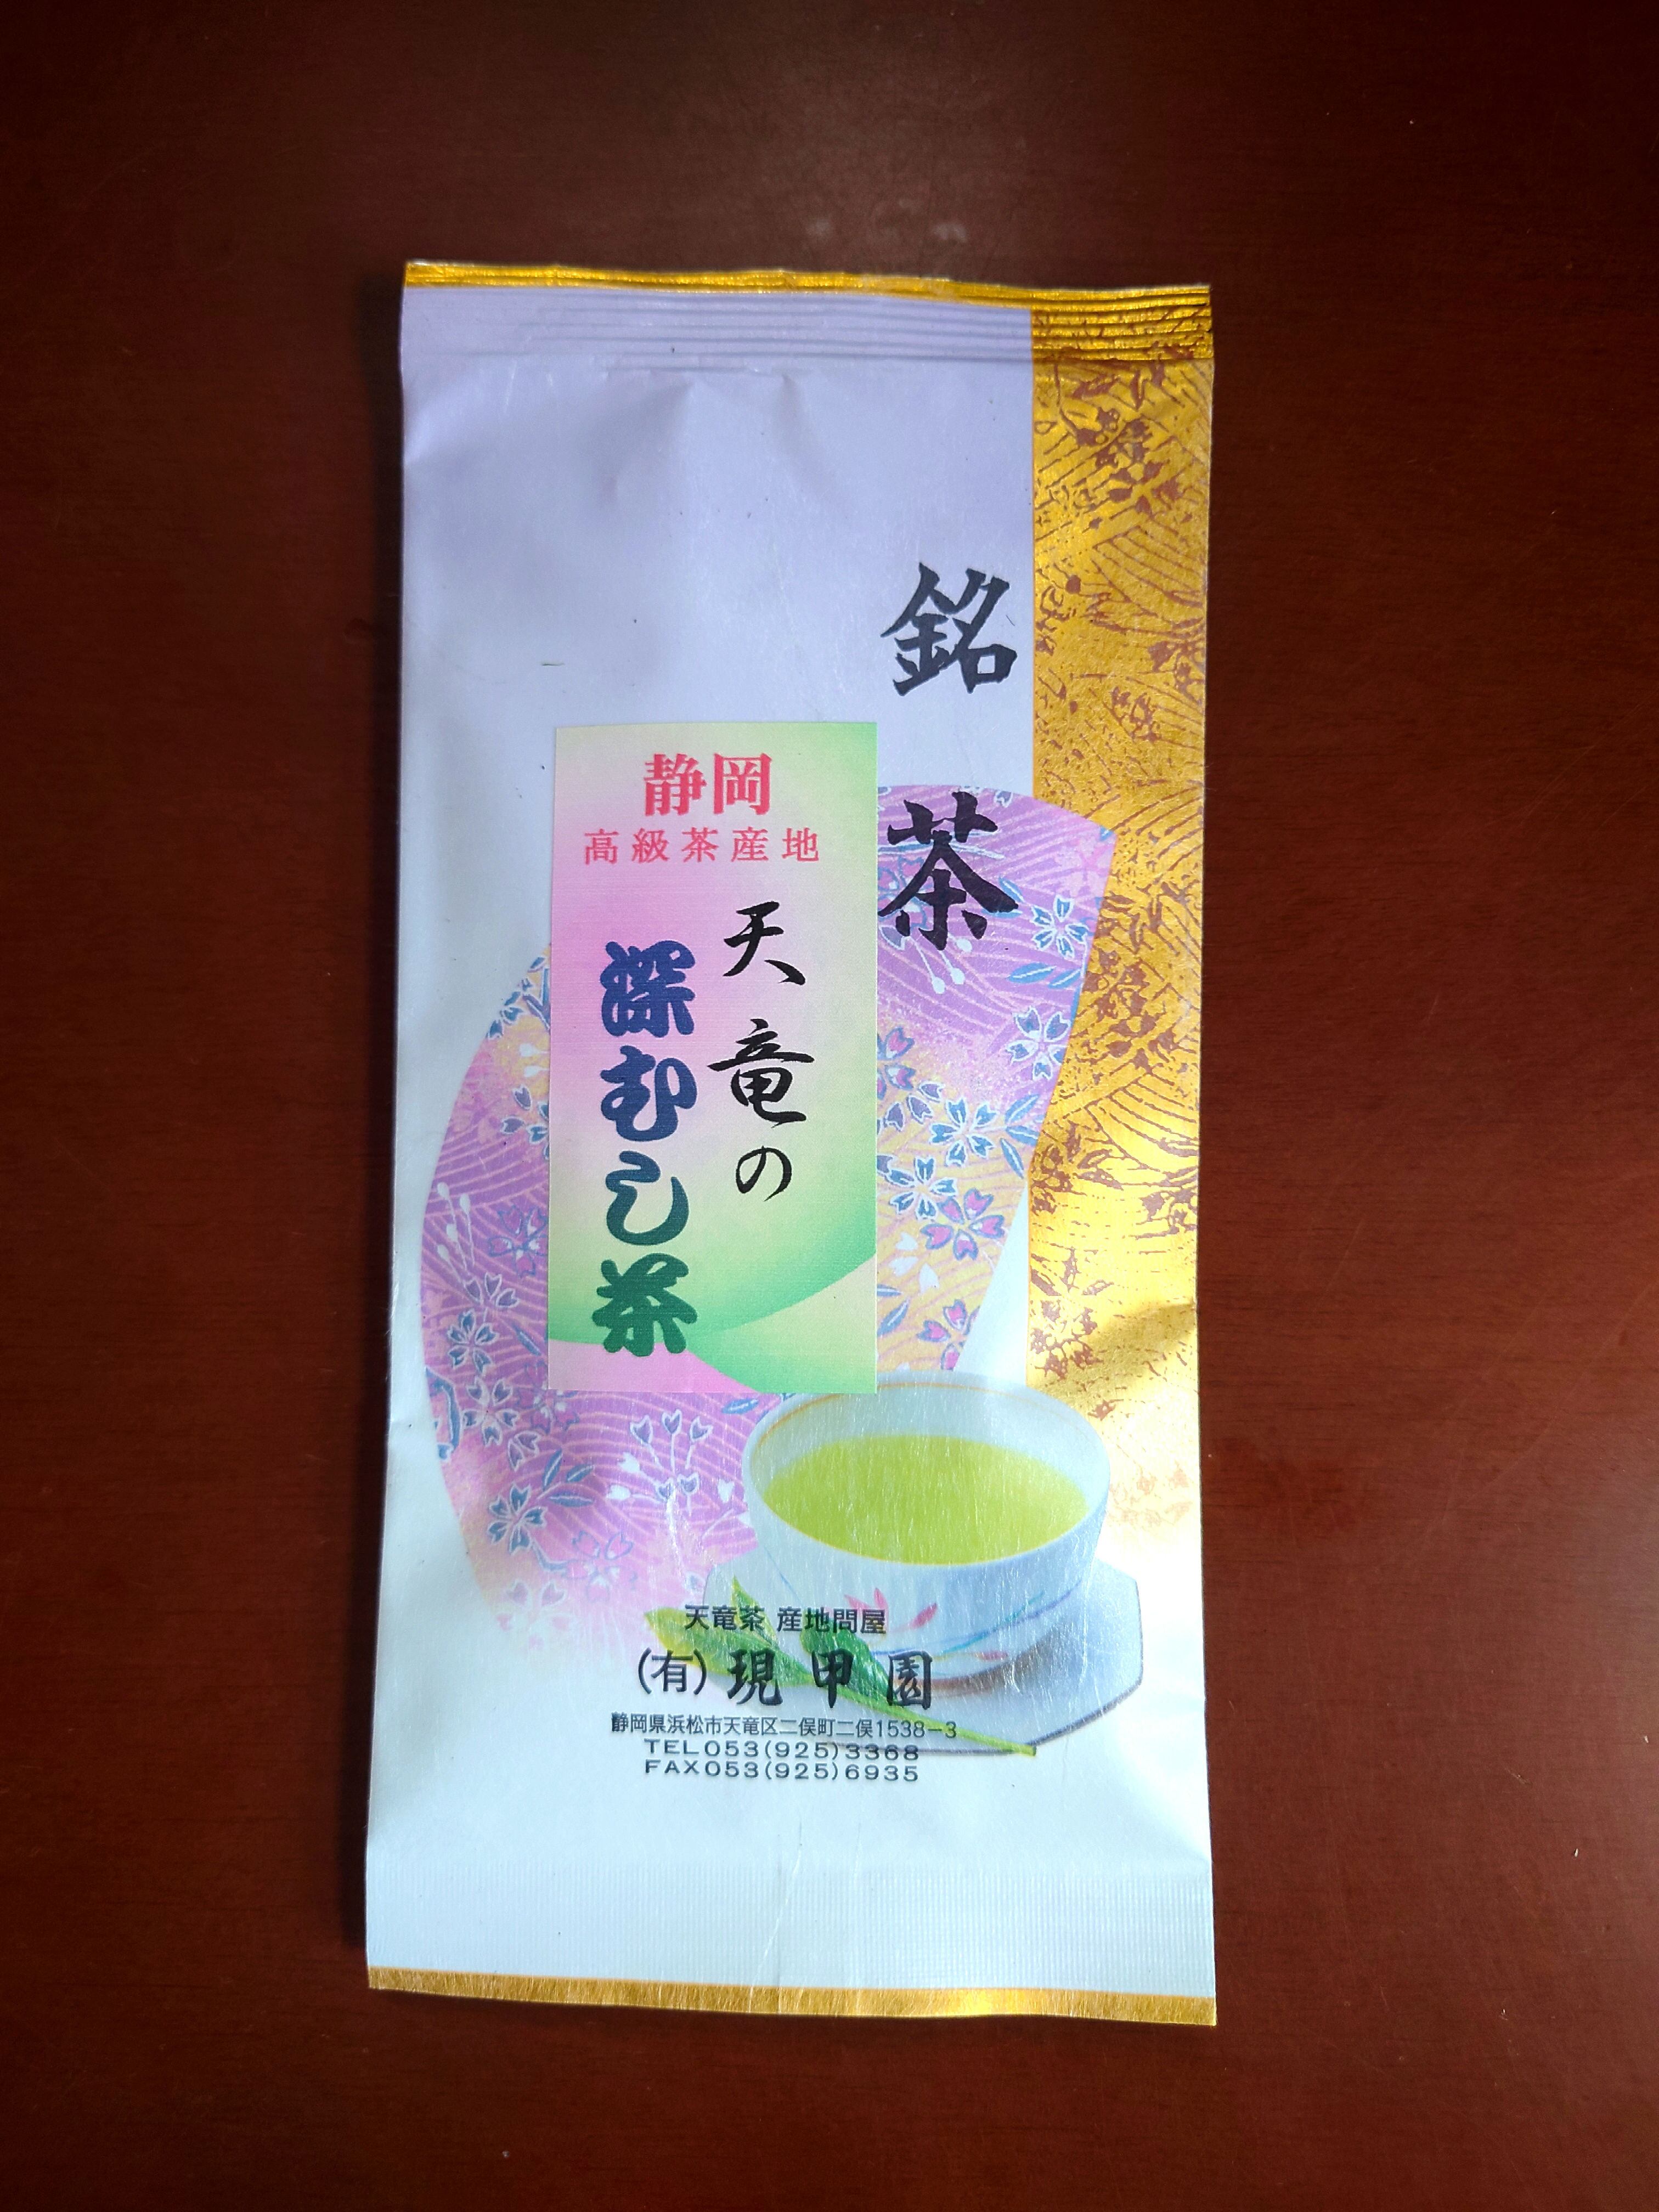 銘茶
静岡
高級茶産地
天竜の
深むし茶
天竜茶 産地問屋
(有)現甲園
静岡県浜松市天竜区二俣町二俣1538-3
TEL053(925)3368
FAX053(925)6935